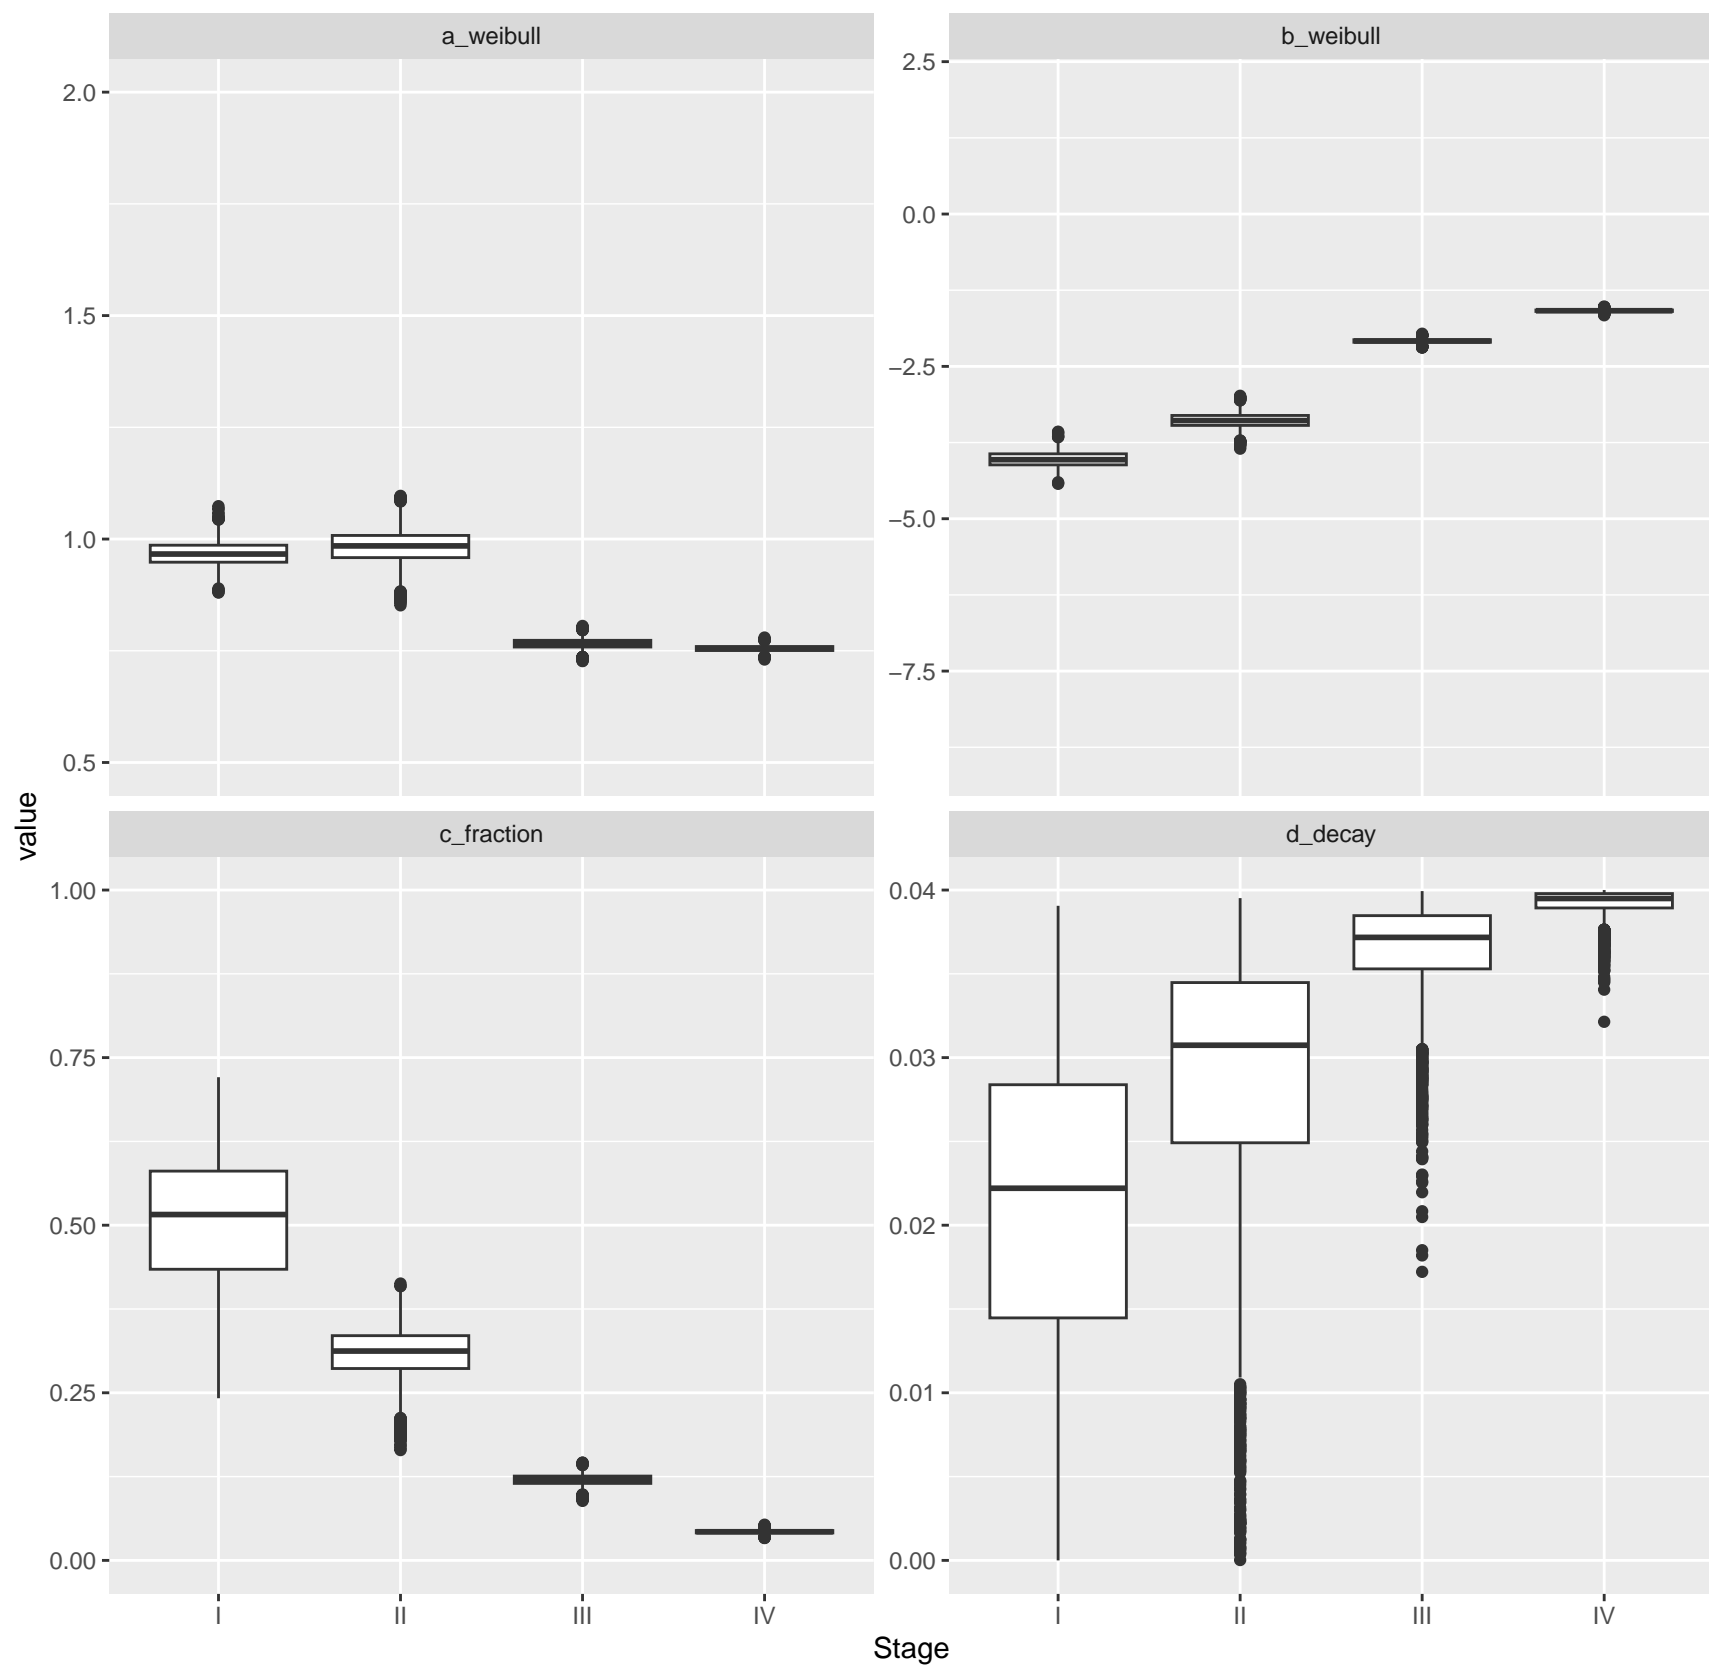 a_weibull
b_weibull
2.0
1.5
1.0
0.5
2.5
0.0
−2.5
−5.0
−7.5
value
c_fraction
d_decay
1.00
0.75
0.50
0.25
0.00
0.04
0.03
0.02
0.01
0.00
I II III IV
I II III IV
Stage